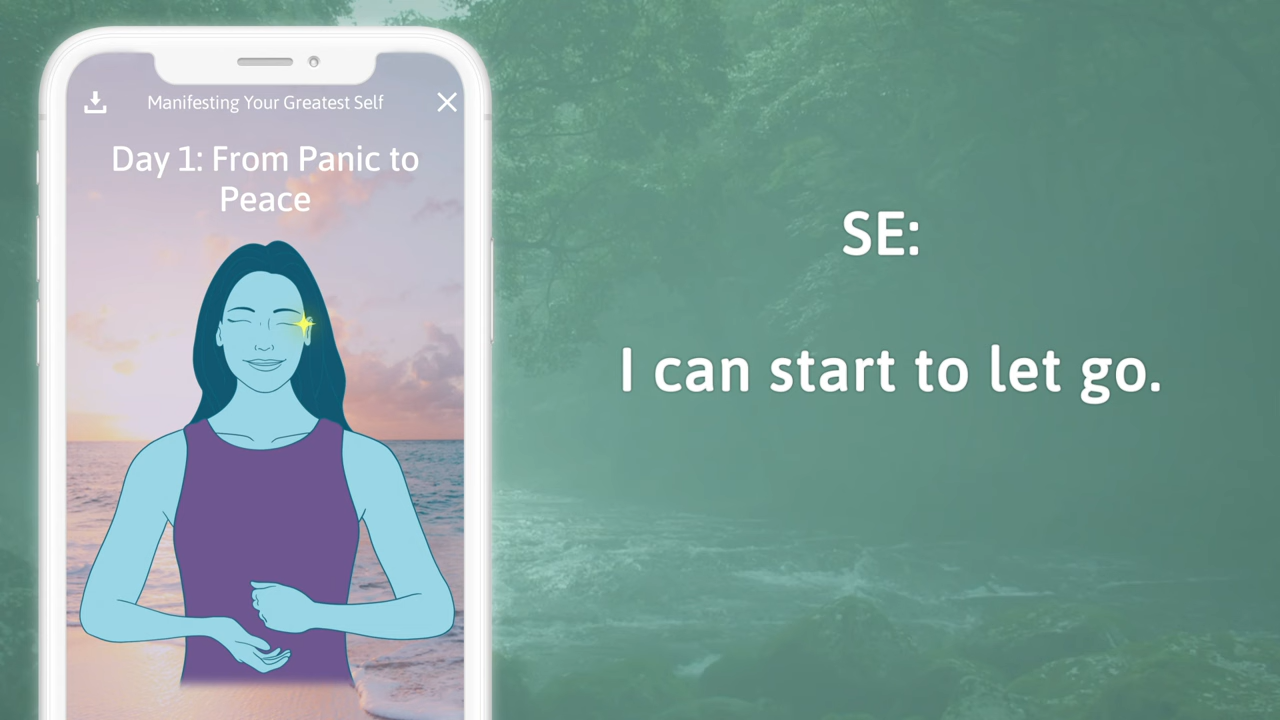 Manifesting Your Greatest Self
Day 1: From Panic to
Peace
SE:
I can start to let go.